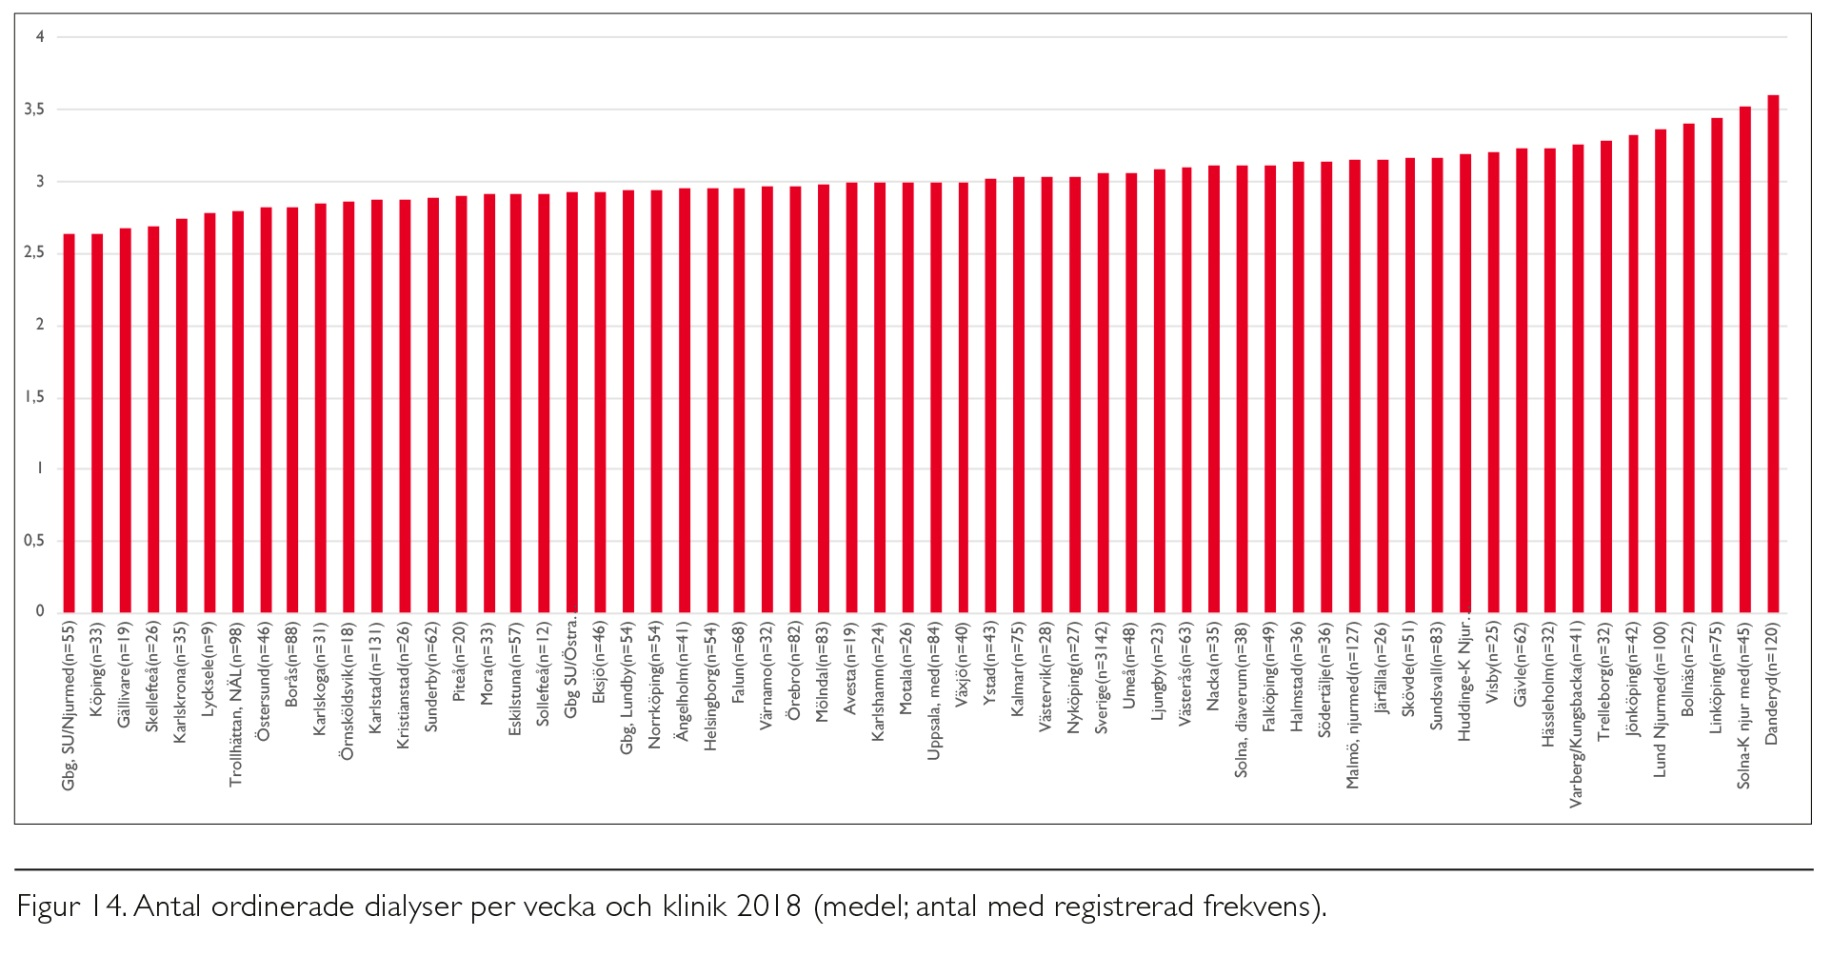 4
3,5
3
2,5
2
1,5
1
0,5
0
Gbg, SU/Njurmed(n=55)
Köping(n=33)
Gällivare(n=19)
Skellefteå(n=26)
Karlskrona(n=35)
Lycksele(n=9)
Trollhättan, NÄL(n=98)
Östersund(n=46)
Borås(n=88)
Karlskoga(n=31)
Örnsköldsvik(n=18)
Karlstad(n=131)
Kristianstad(n=26)
Sunderby(n=62)
Piteå(n=20)
Mora(n=33)
Eskilstuna(n=57)
Sollefteå(n=12)
Gbg SU/Östra.
Eksjö(n=46)
Gbg, Lundby(n=54)
Norrköping(n=54)
Ängelholm(n=41)
Helsingborg(n=54)
Falun(n=68)
Värnamo(n=32)
Örebro(n=82)
Mölndal(n=83)
Avesta(n=19)
Karlshamn(n=24)
Motala(n=26)
Uppsala, med(n=84)
Växjö(n=40)
Ystad(n=43)
Kalmar(n=75)
Västervik(n=28)
Nyköping(n=27)
Sverige(n=3142)
Umeå(n=48)
Ljungby(n=23)
Västerås(n=63)
Nacka(n=35)
Solna, diaverum(n=38)
Falköping(n=49)
Halmstad(n=36)
Södertälje(n=36)
Malmö, njurmed(n=127)
Järfälla(n=26)
Skövde(n=51)
Sundsvall(n=83)
Huddinge-K Njur.
Visby(n=25)
Gävle(n=62)
Hässleholm(n=32)
Varberg/Kungsbacka(n=41)
Trelleborg(n=32)
Jönköping(n=42)
Lund Njurmed(n=100)
Bollnäs(n=22)
Linköping(n=75)
Solna-K njur med(n=45)
Danderyd(n=120)
Figur 14. Antal ordinerade dialyser per vecka och klinik 2018 (medel; antal med registrerad frekvens).